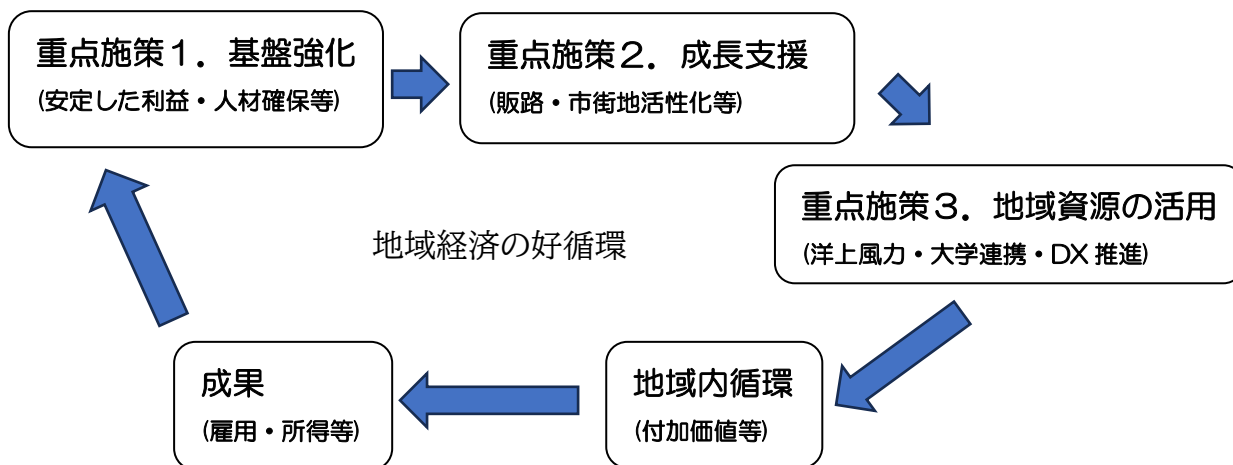 重点施策１．基盤強化
(安定した利益・人材確保等)
重点施策２．成長支援
(販路・市街地活性化等)
重点施策３．地域資源の活用
(洋上風力・大学連携・DX 推進)
地域経済の好循環
成果
(雇用・所得等)
地域内循環
(付加価値等)